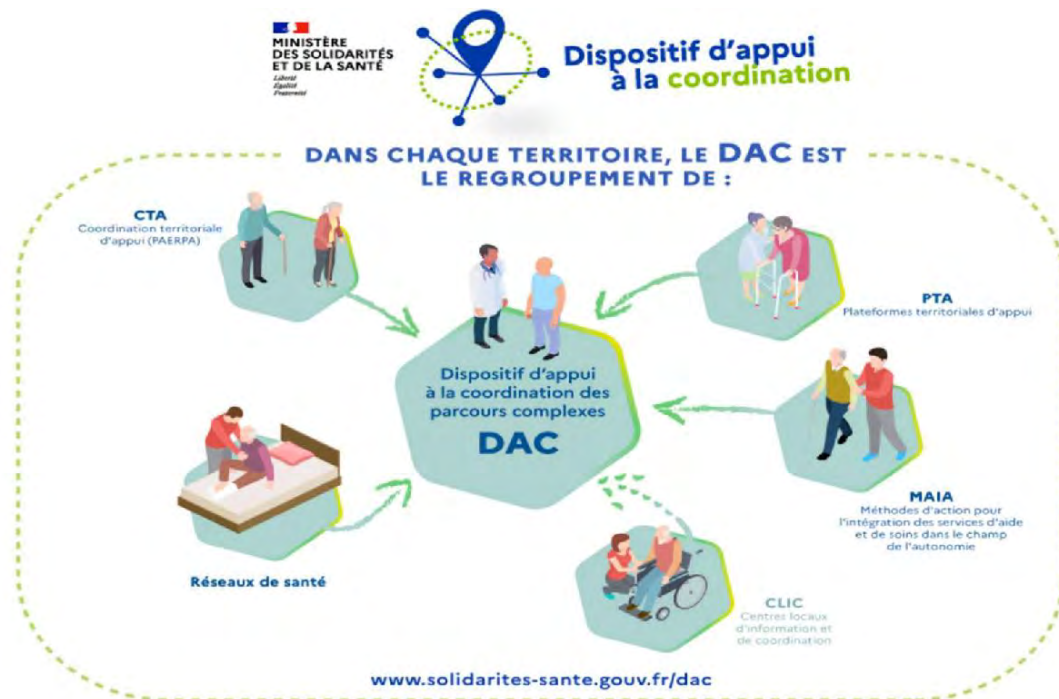 MINISTÈRE
DES SOLIDARITÉS
ET DE LA SANTÉ
Liberté
Égalité
Fraternité
Dispositif d'appui
à la coordination
DANS CHAQUE TERRITOIRE, LE DAC EST
LE REGROUPEMENT DE :
CTA
Coordination territoriale
d'appui (PAERPA)
PTA
Plateformes territoriales d'appui
Dispositif d'appui
à la coordination des
parcours complexes
DAC
MAIA
Méthodes d'action pour
l'intégration des services d'aide
et de soins dans le champ
de l'autonomie
Réseaux de santé
CLIC
Centres locaux
d'information et
de coordination
www.solidarites-sante.gouv.fr/dac